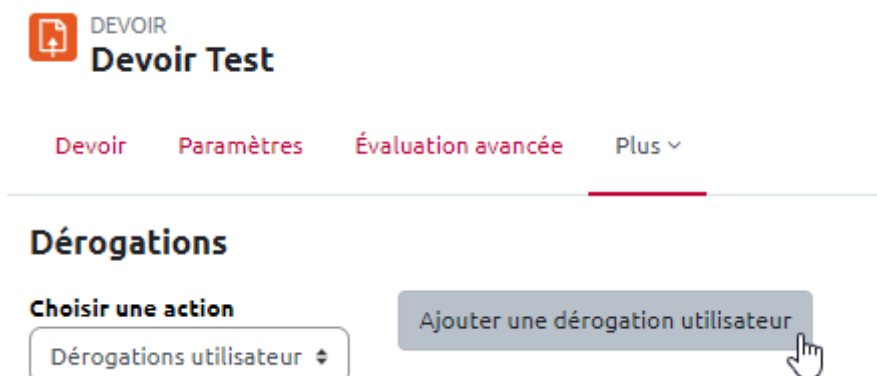 DEVOIR
Devoir Test
Devoir Paramètres Évaluation avancée Plus
Dérogations
Choisir une action
Ajouter une dérogation utilisateur
Dérogations utilisateur